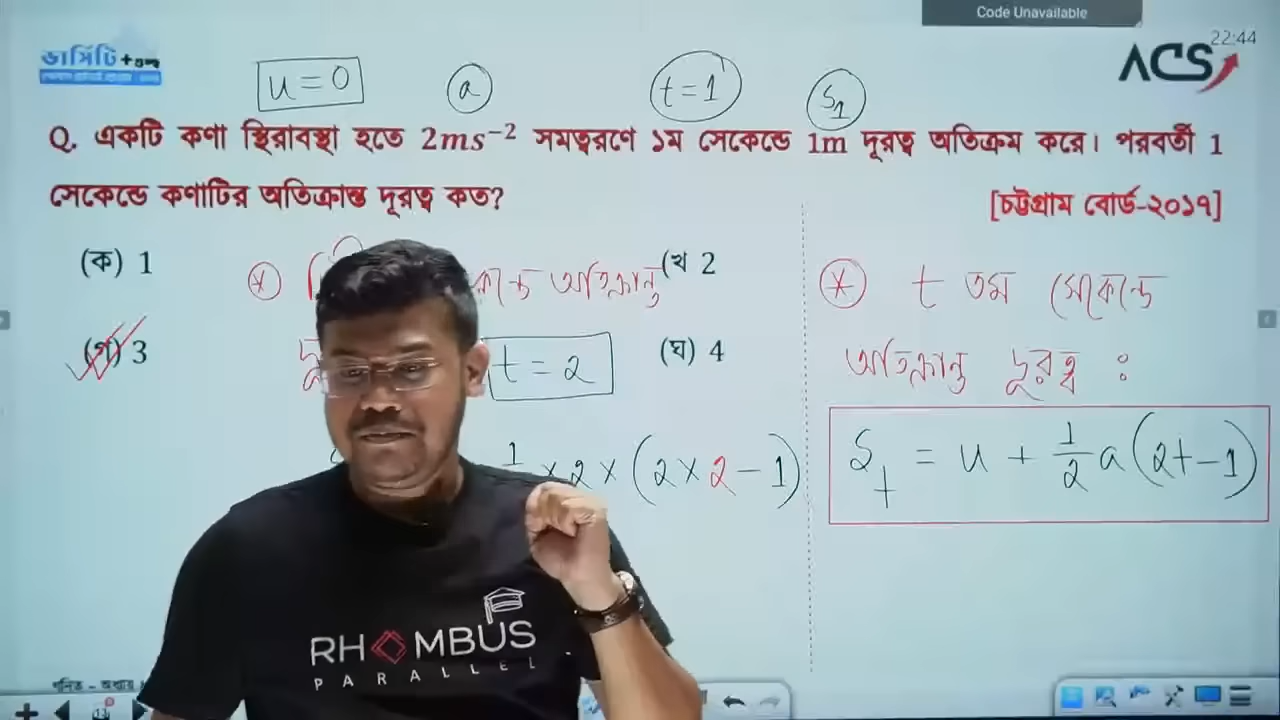 Code Unavailable
22:44
ভার্সিটি +
ACS
u = 0
a
t = 1
S1
Q. একটি কণা স্থিরাবস্থা হতে 2ms⁻² সমত্বরণে ১ম সেকেন্ডে 1m দূরত্ব অতিক্রম করে। পরবর্তী 1
সেকেন্ডে কণাটির অতিক্রান্ত দূরত্ব কত?
[চট্টগ্রাম বোর্ড-২০১৭]
(ক) 1
(খ) 2
(গ) 3
(ঘ) 4
অতিক্রান্ত
t = 2
1
× 2 × (2 × 2 − 1)
t তম সেকেন্ডে
অতিক্রান্ত দূরত্ব :
S_t = u + 1/2 a (2t − 1)
RHOMBUS
PARALLEL